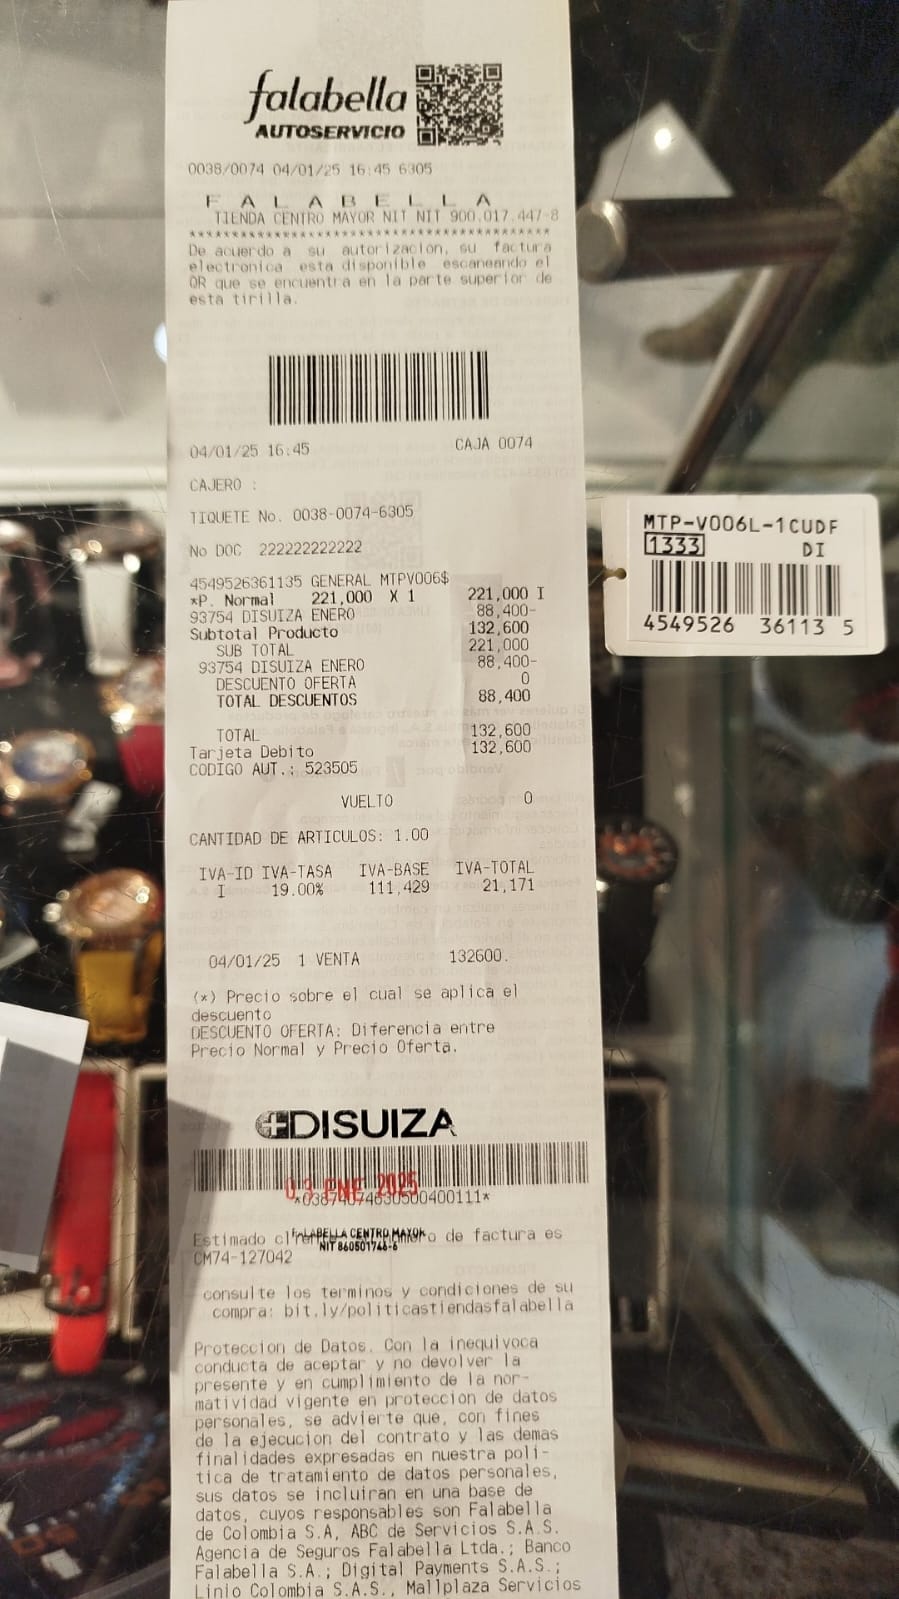 falabella
AUTOSERVICIO
0038/0074 04/01/25 16:45 6305
F A L A B E L L A
TIENDA CENTRO MAYOR NIT NIT 900.017.447-8
*****************************************
De acuerdo a su autorizacion, su factura
electronica esta disponible escaneando el
QR que se encuentra en la parte superior de
esta tirilla.
04/01/25 16:45 CAJA 0074
CAJERO :
TIQUETE No. 0038-0074-6305
No DOC 222222222222
4549526361135 GENERAL MTPV006$
*P. Normal 221,000 X 1 221,000 I
93754 DISUIZA ENERO 88,400-
Subtotal Producto 132,600
SUB TOTAL 221,000
93754 DISUIZA ENERO 88,400-
DESCUENTO OFERTA 0
TOTAL DESCUENTOS 88,400
TOTAL 132,600
Tarjeta Debito 132,600
CODIGO AUT.: 523505
VUELTO 0
CANTIDAD DE ARTICULOS: 1.00
IVA-ID IVA-TASA IVA-BASE IVA-TOTAL
I 19.00% 111,429 21,171
04/01/25 1 VENTA 132600.
(*) Precio sobre el cual se aplica el
descuento
DESCUENTO OFERTA: Diferencia entre
Precio Normal y Precio Oferta.
DISUIZA
03 ENE 2025
FALABELLA CENTRO MAYOR
NIT 860501746-6
Estimado de factura es
CM74-127042
consulte los terminos y condiciones de su
compra: bit.ly/politicastiendasfalabella
Proteccion de Datos. Con la inequivoca
conducta de aceptar y no devolver la
presente y en cumplimiento de la nor-
matividad vigente en proteccion de datos
personales, se advierte que, con fines
de la ejecucion del contrato y las demas
finalidades expresadas en nuestra poli-
tica de tratamiento de datos personales,
sus datos se incluiran en una base de
datos, cuyos responsables son Falabella
de Colombia S.A, ABC de Servicios S.A.S.
Agencia de Seguros Falabella Ltda.; Banco
Falabella S.A.; Digital Payments S.A.S.;
Linio Colombia S.A.S., Mallplaza Servicios
MTP-V006L-1CUDF
1333 DI
4549526 36113 5